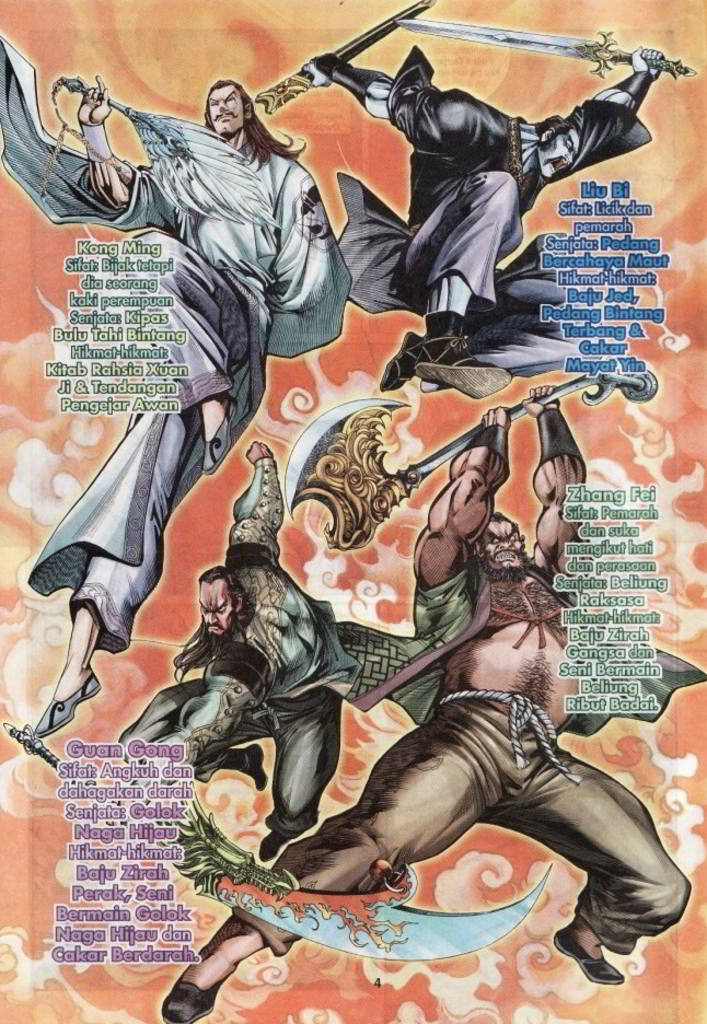 Kong Ming
Sifat: Bijak tetapi
dia seorang
kaki perempuan
Senjata: Kipas
Bulu Tahi Bintang
Hikmat-hikmat:
Kitab Rahsia Xuan
Ji & Tendangan
Pengejar Awan
Liu Bi
Sifat: Licik dan
pemarah
Senjata: Pedang
Bercahaya Maut
Hikmat-hikmat:
Baju Jed,
Pedang Bintang
Terbang &
Cakar
Mayat Yin
Zhang Fei
Sifat: Pemarah
dan suka
mengikut hati
dan perasaan
Senjata: Beliung
Raksasa
Hikmat-hikmat:
Baju Zirah
Gangsa dan
Seni Bermain
Beliung
Ribut Badai.
Guan Gong
Sifat: Angkuh dan
dahagakan darah
Senjata: Golok
Naga Hijau
Hikmat-hikmat:
Baju Zirah
Perak, Seni
Bermain Golok
Naga Hijau dan
Cakar Berdarah.
4